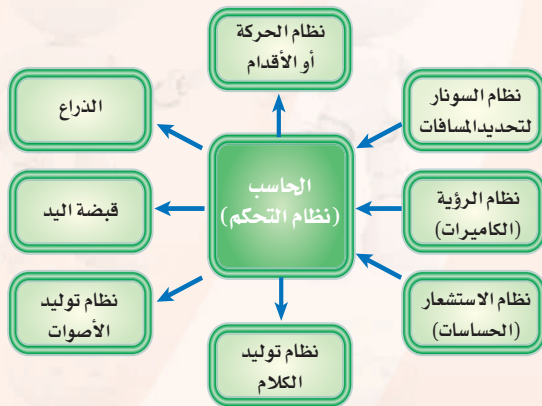 نظام الحركة
أو الأقدام
نظام السونار
لتحديد المسافات
الذراع
الحاسب
(نظام التحكم)
نظام الرؤية
(الكاميرات)
قبضة اليد
نظام الاستشعار
(الحساسات)
نظام توليد
الأصوات
نظام توليد
الكلام